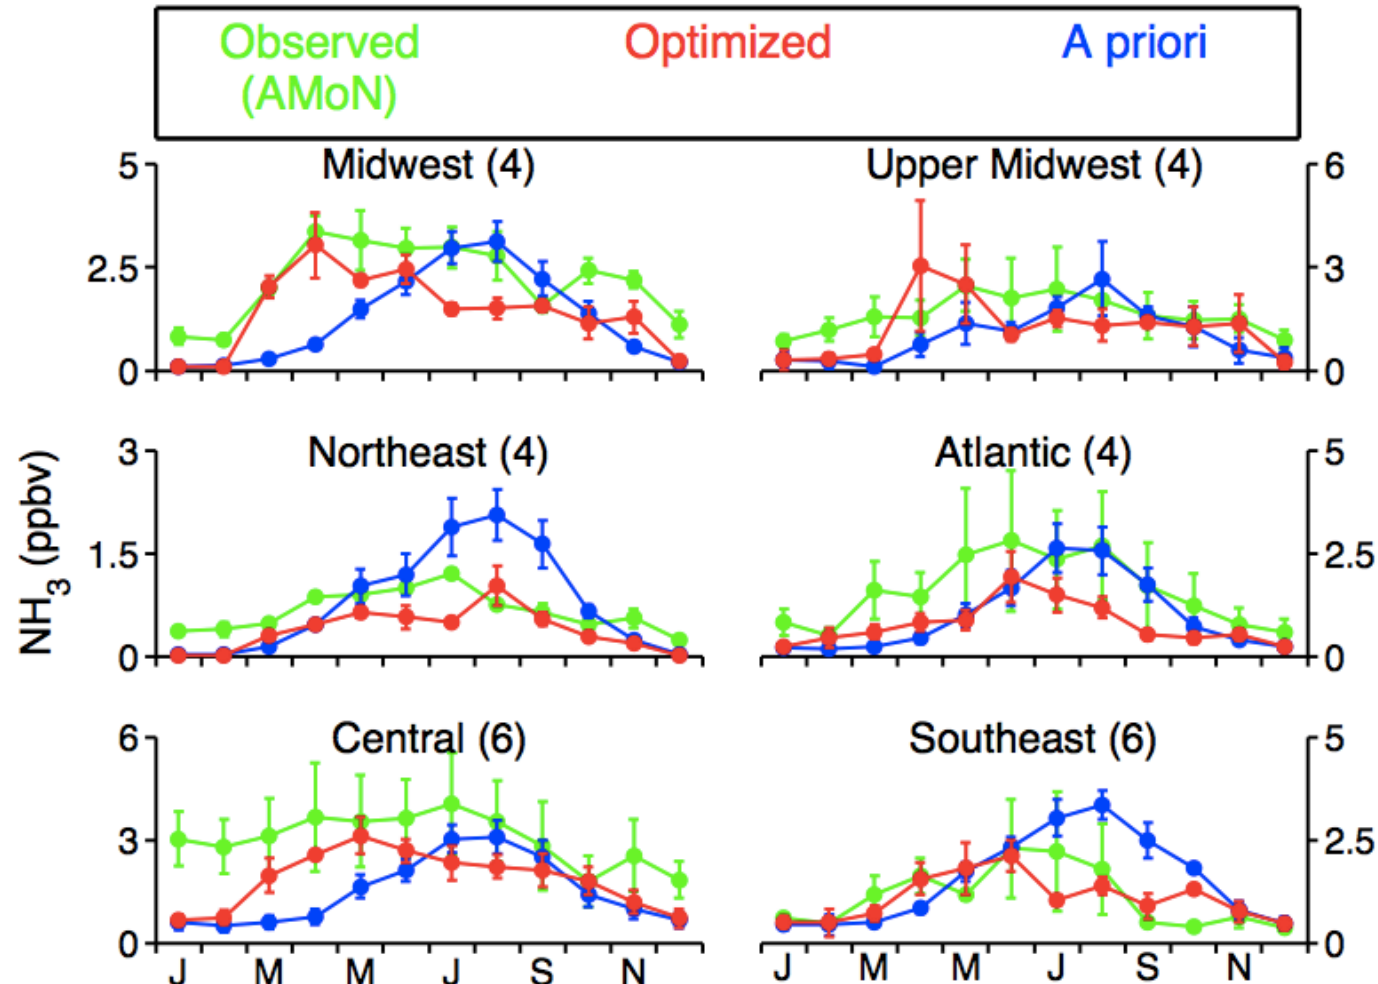 Observed Optimized A priori
(AMoN)
Midwest (4) Upper Midwest (4)
5 6
2.5 3
0 0
Northeast (4) Atlantic (4)
3 5
1.5 2.5
0 0
NH3 (ppbv)
Central (6) Southeast (6)
6 5
3 2.5
0 0
J M M J S N J M M J S N